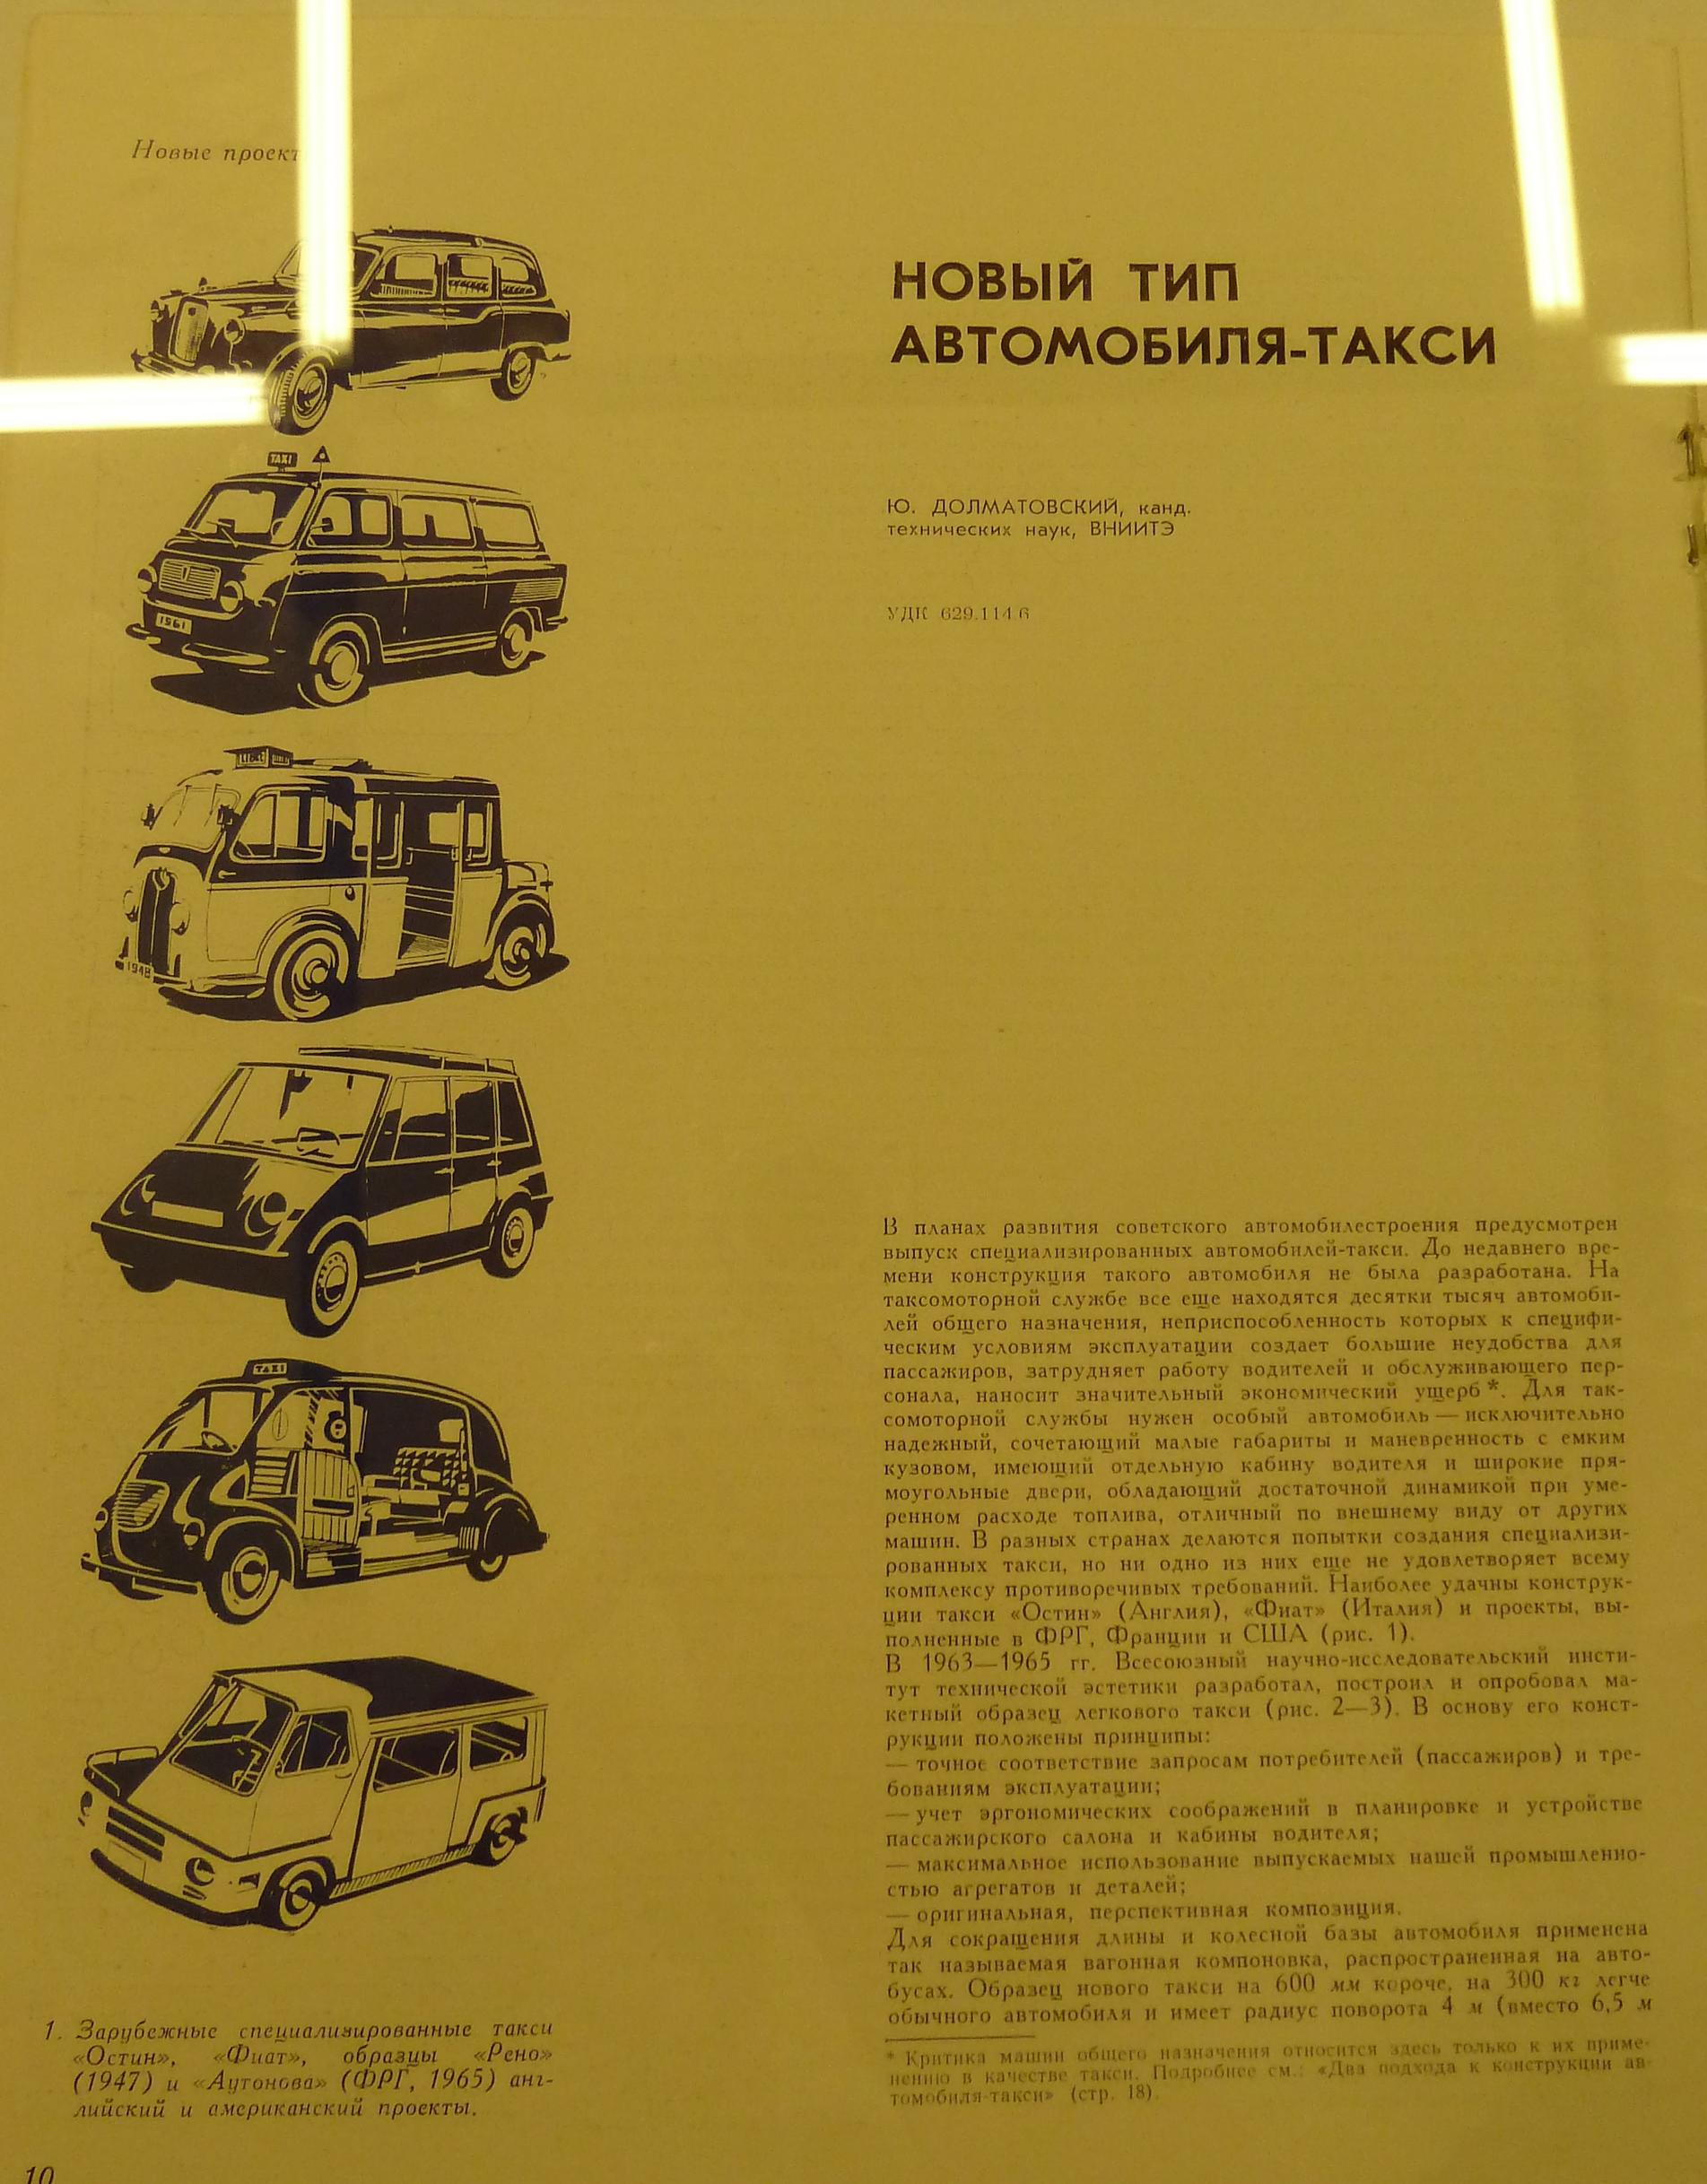 Новые проект
TAXI
1961
1948
TAXI
1. Зарубежные специализированные такси
«Остин», «Фиат», образцы «Рено»
(1947) и «Аутонова» (ФРГ, 1965) анг-
лийский и американский проекты.
10
НОВЫЙ ТИП
АВТОМОБИЛЯ-ТАКСИ
Ю. ДОЛМАТОВСКИЙ, канд.
технических наук, ВНИИТЭ
УДК 629.114.6
В планах развития советского автомобилестроения предусмотрен
выпуск специализированных автомобилей-такси. До недавнего вре-
мени конструкция такого автомобиля не была разработана. На
таксомоторной службе все еще находятся десятки тысяч автомоби-
лей общего назначения, неприспособленность которых к специфи-
ческим условиям эксплуатации создает большие неудобства для
пассажиров, затрудняет работу водителей и обслуживающего пер-
сонала, наносит значительный экономический ущерб *. Для так-
сомоторной службы нужен особый автомобиль — исключительно
надежный, сочетающий малые габариты и маневренность с емким
кузовом, имеющий отдельную кабину водителя и широкие пря-
моугольные двери, обладающий достаточной динамикой при уме-
ренном расходе топлива, отличный по внешнему виду от других
машин. В разных странах делаются попытки создания специализи-
рованных такси, но ни одно из них еще не удовлетворяет всему
комплексу противоречивых требований. Наиболее удачны конструк-
ции такси «Остин» (Англия), «Фиат» (Италия) и проекты, вы-
полненные в ФРГ, Франции и США (рис. 1).
В 1963—1965 гг. Всесоюзный научно-исследовательский инсти-
тут технической эстетики разработал, построил и опробовал ма-
кетный образец легкового такси (рис. 2—3). В основу его конст-
рукции положены принципы:
— точное соответствие запросам потребителей (пассажиров) и тре-
бованиям эксплуатации;
— учет эргономических соображений в планировке и устройстве
пассажирского салона и кабины водителя;
— максимальное использование выпускаемых нашей промышленно-
стью агрегатов и деталей;
— оригинальная, перспективная композиция.
Для сокращения длины и колесной базы автомобиля применена
так называемая вагонная компоновка, распространенная на авто-
бусах. Образец нового такси на 600 мм короче, на 300 кг легче
обычного автомобиля и имеет радиус поворота 4 м (вместо 6,5 м
* Критика машин общего назначения относится здесь только к их приме-
нению в качестве такси. Подробнее см.: «Два подхода к конструкции ав-
томобиля-такси» (стр. 18).